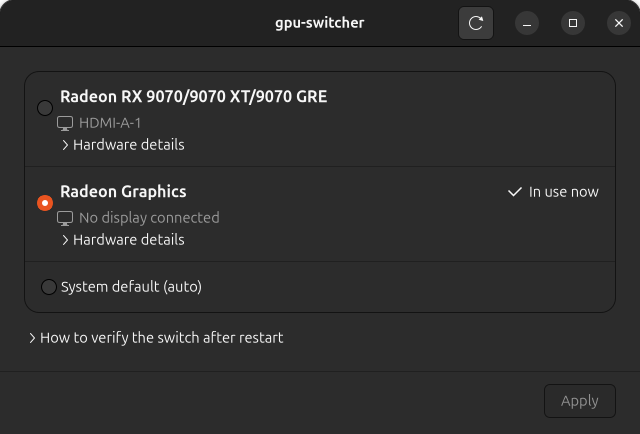 gpu-switcher
Radeon RX 9070/9070 XT/9070 GRE
HDMI-A-1
Hardware details
Radeon Graphics
In use now
No display connected
Hardware details
System default (auto)
How to verify the switch after restart
Apply